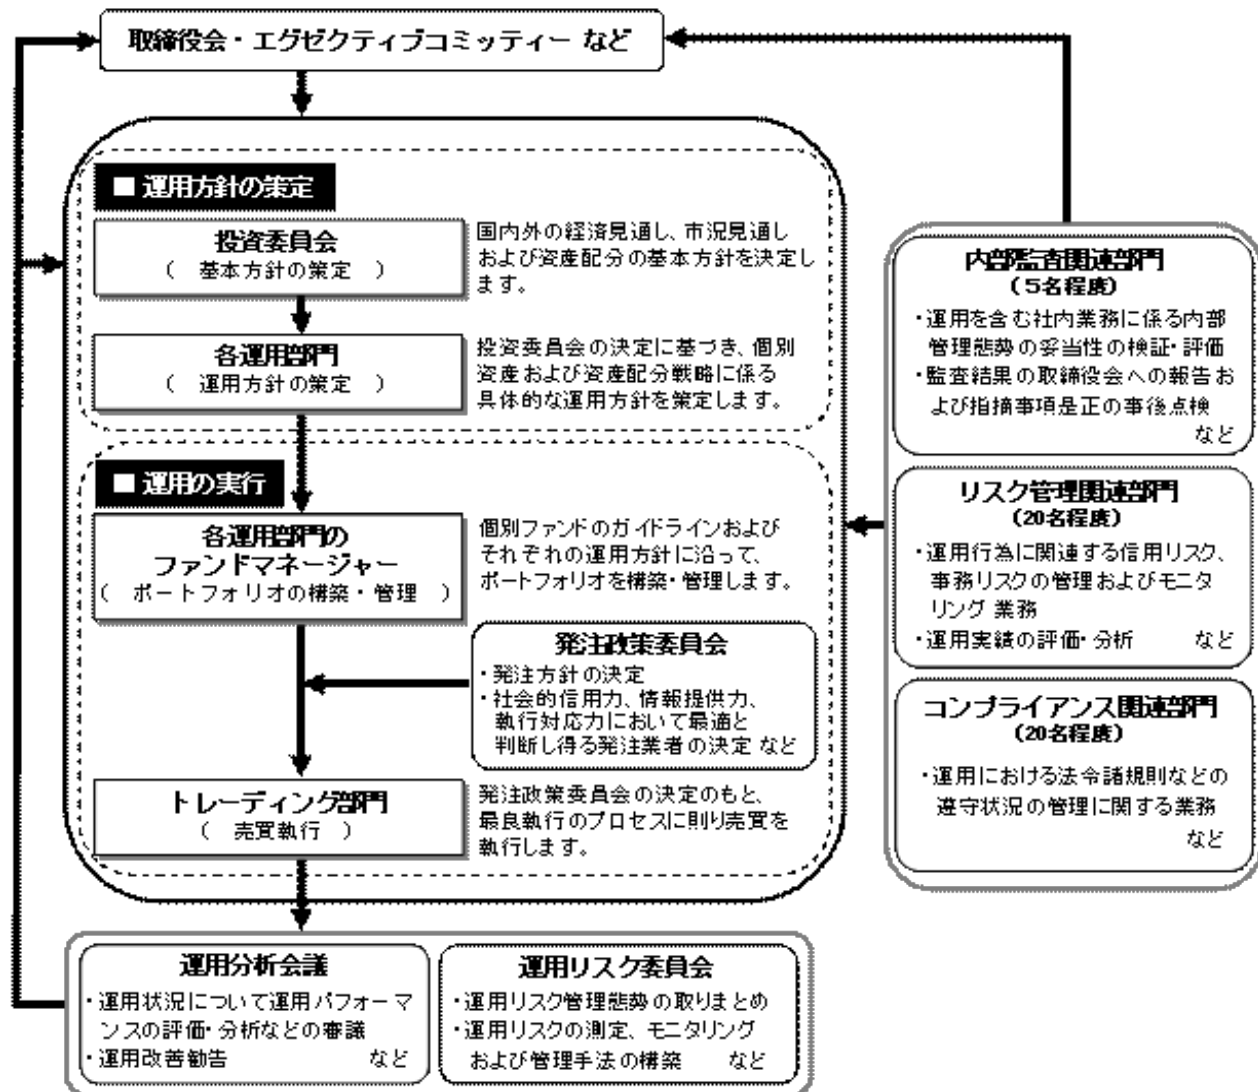 取締役会・エグゼクティブコミッティー など
■ 運用方針の策定
投資委員会
( 基本方針の策定 )
国内外の経済見通し、市況見通し
および資産配分の基本方針を決定し
ます。
各運用部門
( 運用方針の策定 )
投資委員会の決定に基づき、個別
資産および資産配分戦略に係る
具体的な運用方針を策定します。
■ 運用の実行
各運用部門の
ファンドマネージャー
( ポートフォリオの構築・管理 )
個別ファンドのガイドラインおよび
それぞれの運用方針に沿って、
ポートフォリオを構築・管理します。
発注政策委員会
・発注方針の決定
・社会的信用力、情報提供力、
執行対応力において最適と
判断し得る発注業者の決定 など
トレーディング部門
( 売買執行 )
発注政策委員会の決定のもと、
最良執行のプロセスに則り売買を
執行します。
内部監査関連部門
(5名程度)
・運用を含む社内業務に係る内部
管理態勢の妥当性の検証・評価
・監査結果の取締役会への報告お
よび指摘事項是正の事後点検
など
リスク管理関連部門
(20名程度)
・運用行為に関連する信用リスク、
事務リスクの管理およびモニタ
リング 業務
・運用実績の評価・分析 など
コンプライアンス関連部門
(20名程度)
・運用における法令諸規則などの
遵守状況の管理に関する業務
など
運用分析会議
・運用状況について運用パフォーマ
ンスの評価・分析などの審議
・運用改善勧告 など
運用リスク委員会
・運用リスク管理態勢の取りまとめ
・運用リスクの測定、モニタリング
および管理手法の構築 など